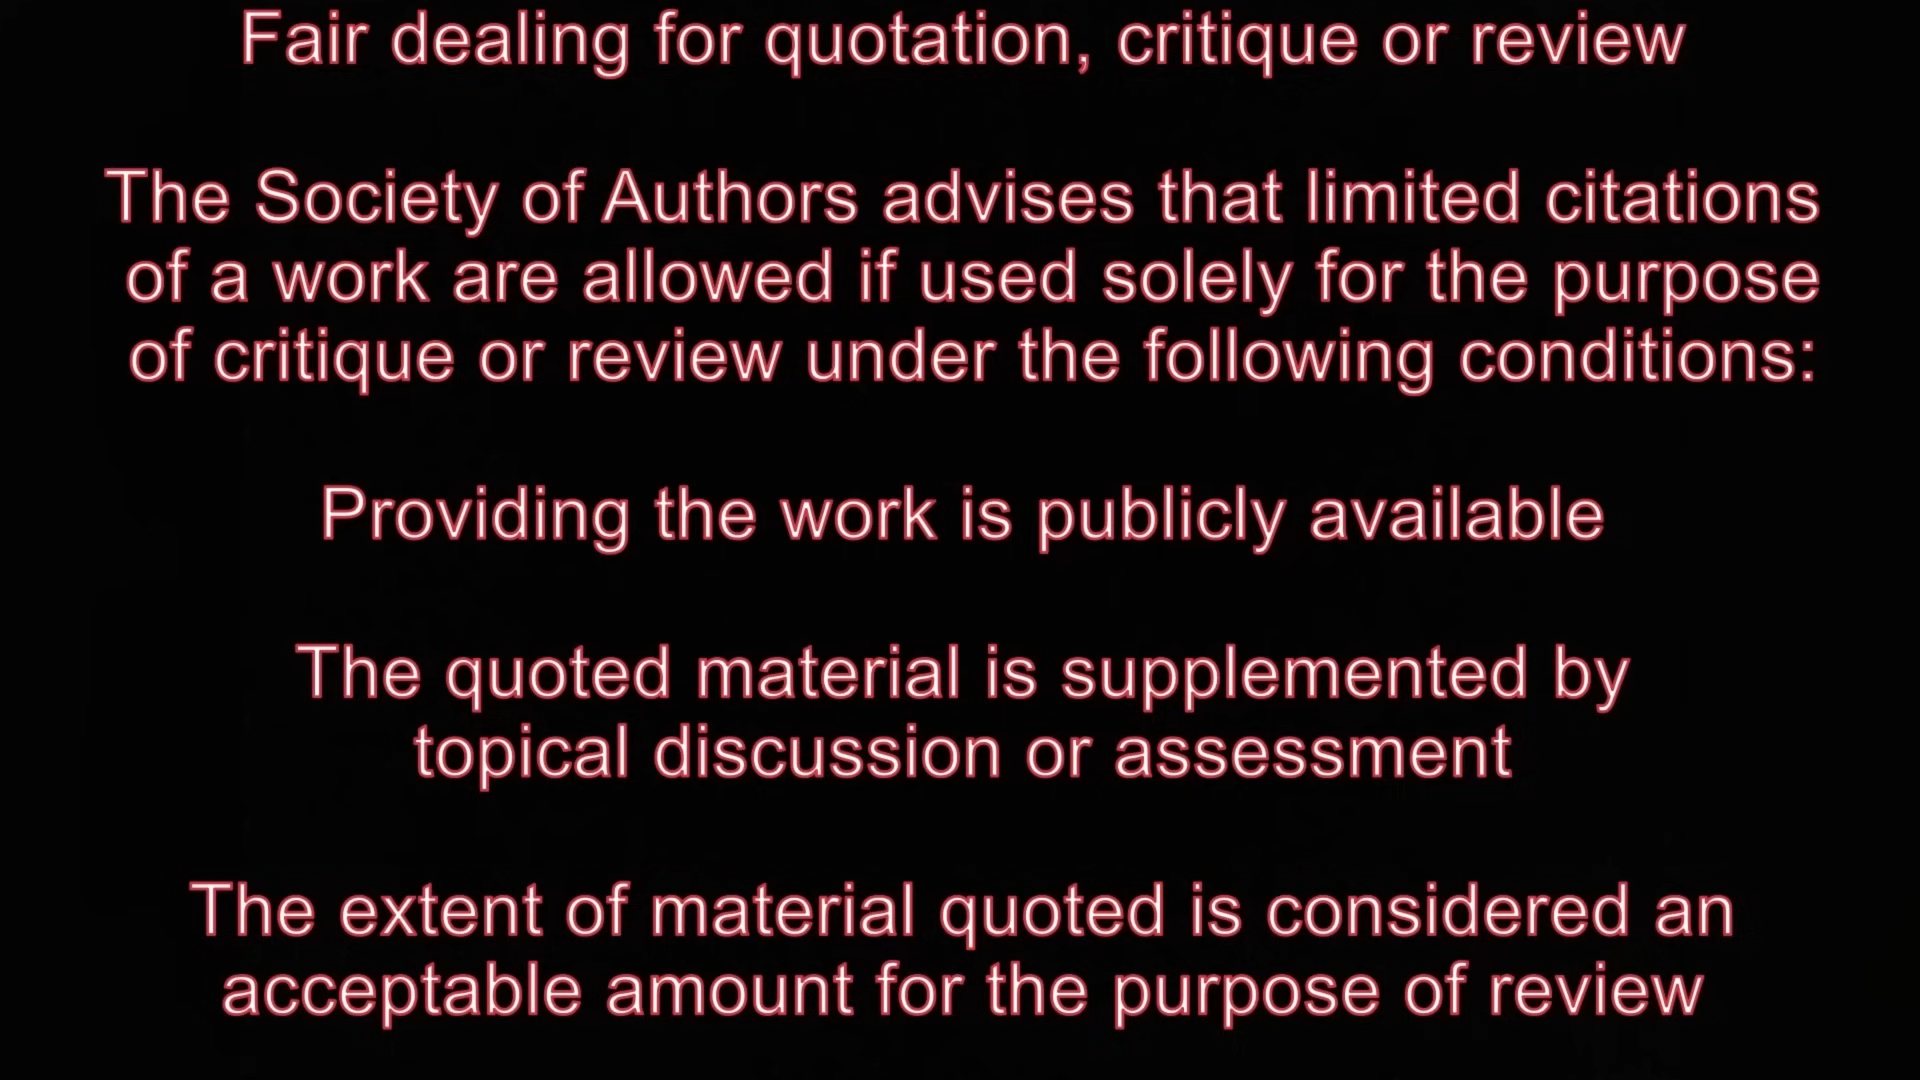 Fair dealing for quotation, critique or review
The Society of Authors advises that limited citations
of a work are allowed if used solely for the purpose
of critique or review under the following conditions:
Providing the work is publicly available
The quoted material is supplemented by
topical discussion or assessment
The extent of material quoted is considered an
acceptable amount for the purpose of review